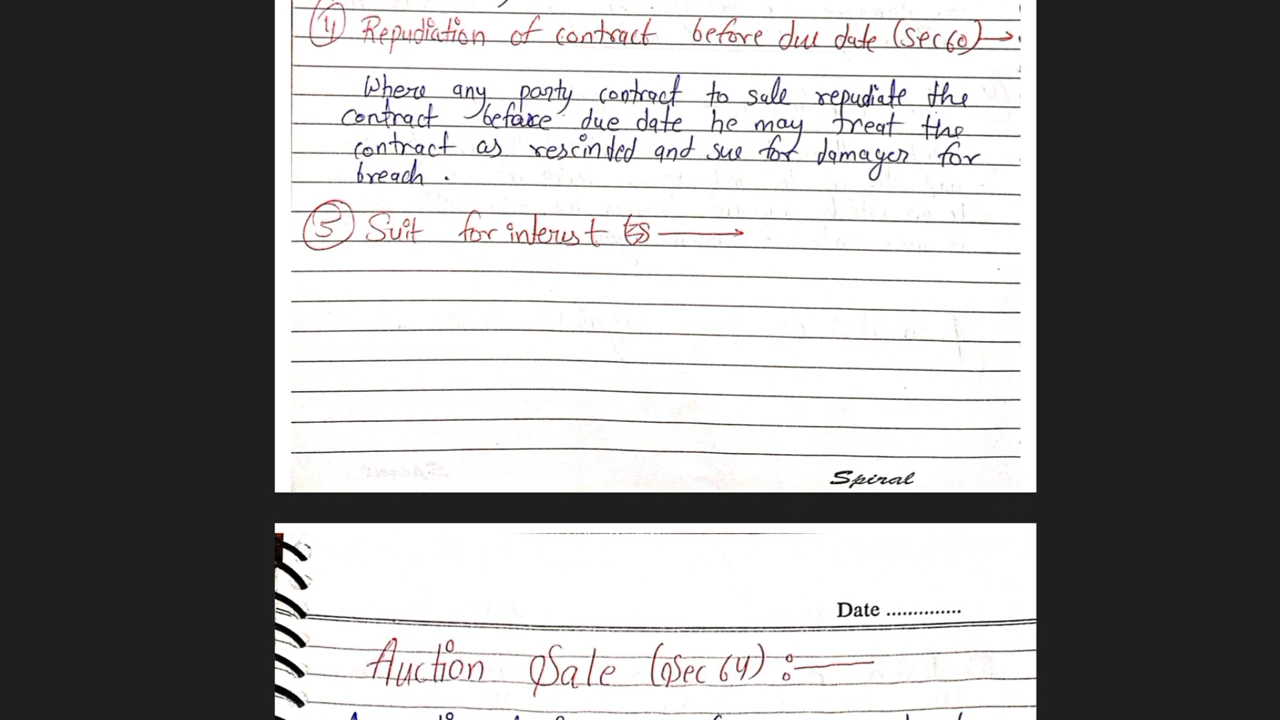 ④ Repudiation of contract before due date (Sec 60) →
Where any party contract to sale repudiate the
contract before due date he may treat the
contract as rescinded and sue for damages for
breach .
⑤ Suit for interest →
Spiral
Date ..............
Auction Sale (Sec 64) :—